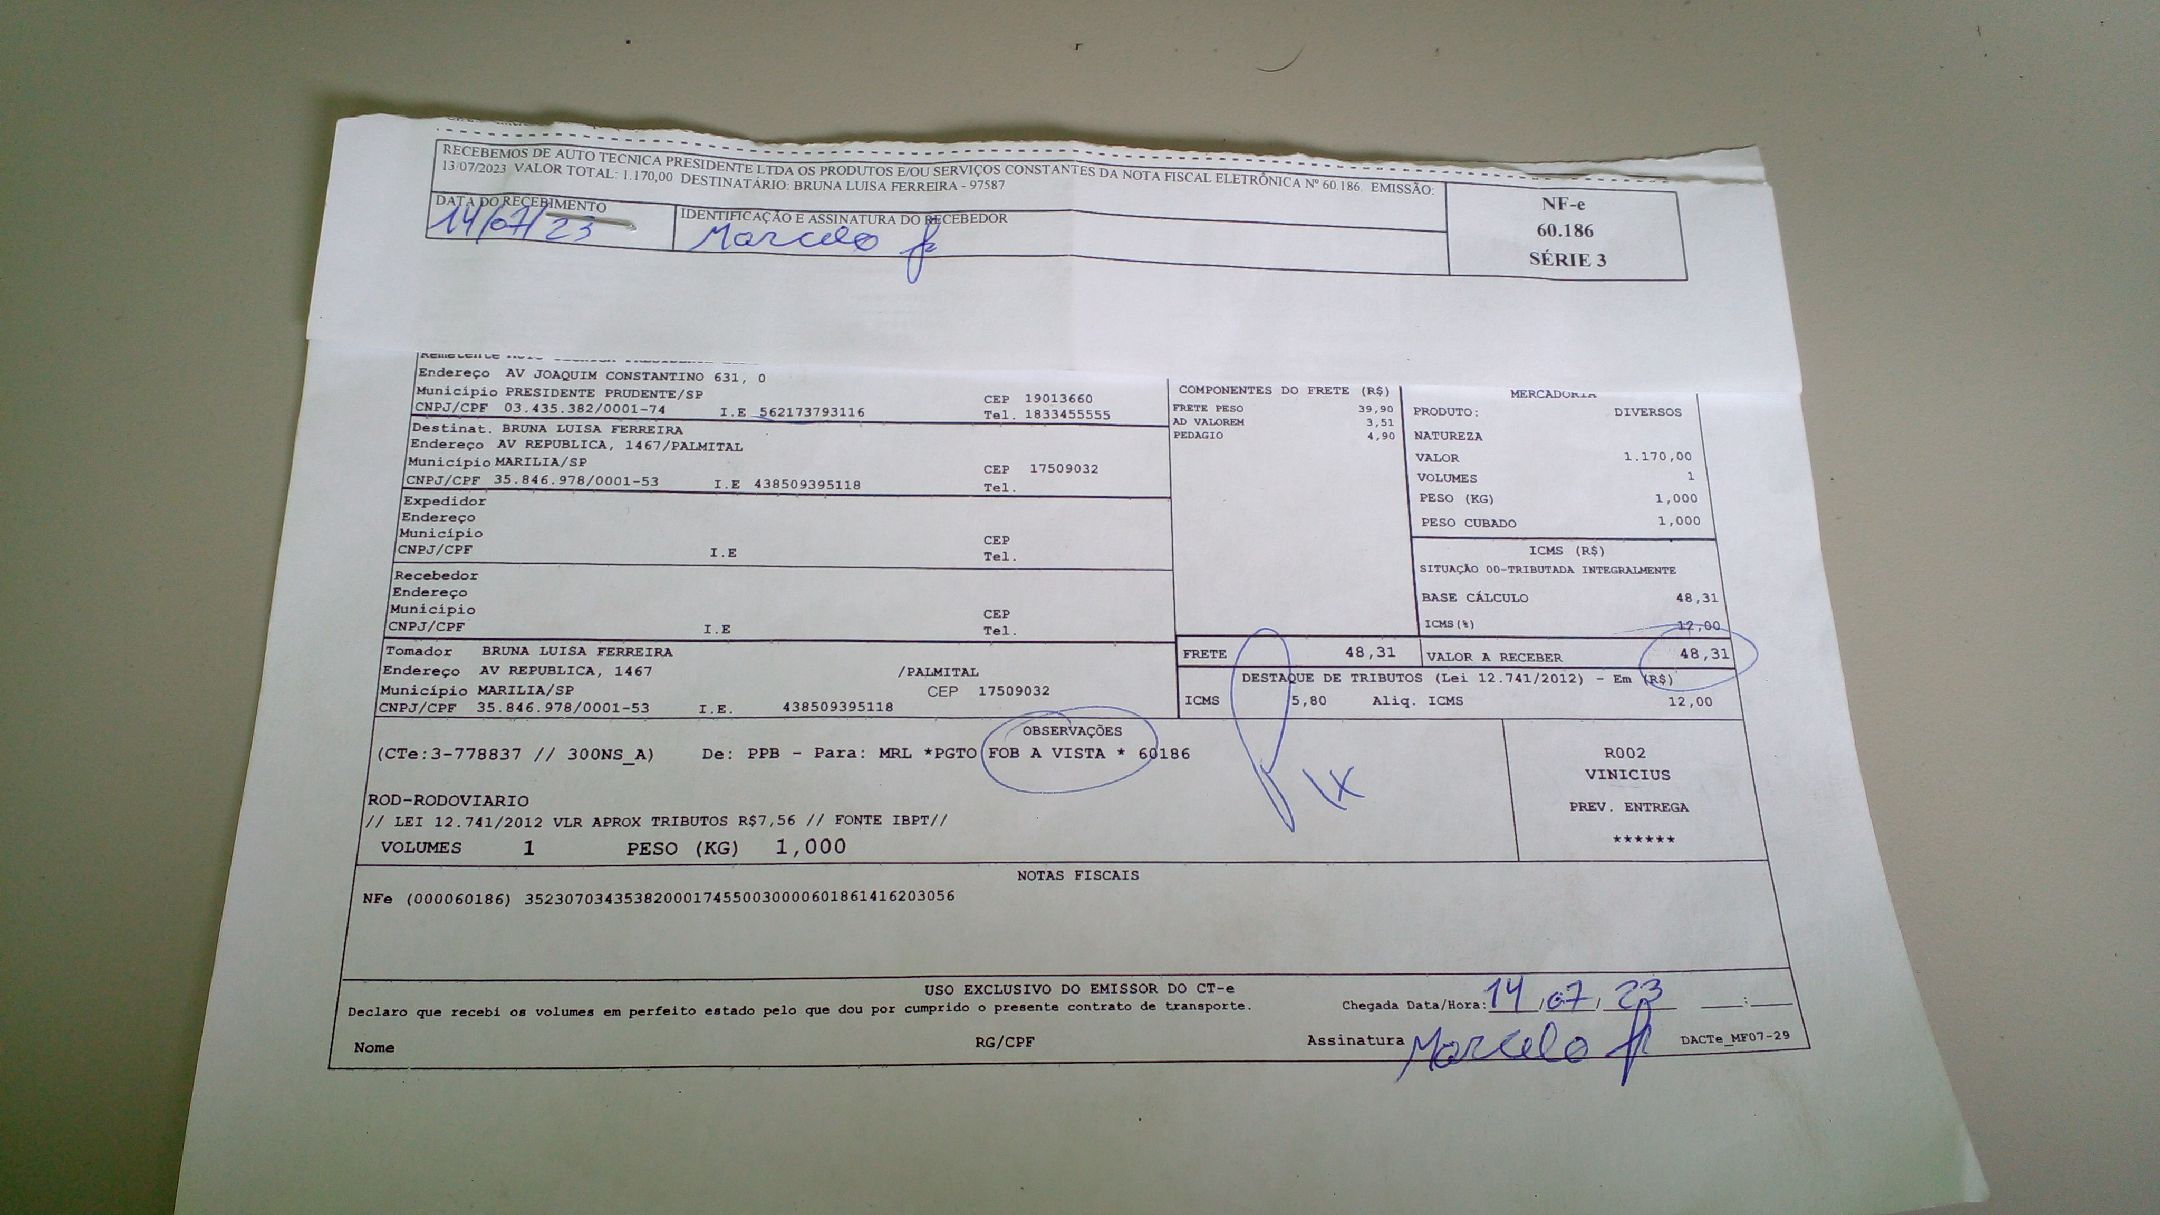 RECEBEMOS DE AUTO TECNICA PRESIDENTE LTDA OS PRODUTOS E/OU SERVIÇOS CONSTANTES DA NOTA FISCAL ELETRÔNICA Nº 60.186. EMISSÃO:
13/07/2023 VALOR TOTAL: 1.170,00 DESTINATÁRIO: BRUNA LUISA FERREIRA - 97587
DATA DO RECEBIMENTO
14/07/23
IDENTIFICAÇÃO E ASSINATURA DO RECEBEDOR
Marcelo
NF-e
60.186
SÉRIE 3
Remetente
Endereço AV JOAQUIM CONSTANTINO 631, 0
Município PRESIDENTE PRUDENTE/SP CEP 19013660
CNPJ/CPF 03.435.382/0001-74 I.E 562173793116 Tel. 1833455555
Destinat. BRUNA LUISA FERREIRA
Endereço AV REPUBLICA, 1467/PALMITAL
Município MARILIA/SP CEP 17509032
CNPJ/CPF 35.846.978/0001-53 I.E 438509395118 Tel.
Expedidor
Endereço
Município CEP
CNPJ/CPF I.E Tel.
Recebedor
Endereço
Município CEP
CNPJ/CPF I.E Tel.
Tomador BRUNA LUISA FERREIRA
Endereço AV REPUBLICA, 1467 /PALMITAL
Município MARILIA/SP CEP 17509032
CNPJ/CPF 35.846.978/0001-53 I.E. 438509395118
COMPONENTES DO FRETE (R$)
FRETE PESO 39,90
AD VALOREM 3,51
PEDAGIO 4,90
MERCADORIA
PRODUTO: DIVERSOS
NATUREZA
VALOR 1.170,00
VOLUMES 1
PESO (KG) 1,000
PESO CUBADO 1,000
ICMS (R$)
SITUAÇÃO 00-TRIBUTADA INTEGRALMENTE
BASE CÁLCULO 48,31
ICMS(%) 12,00
FRETE 48,31 VALOR A RECEBER 48,31
DESTAQUE DE TRIBUTOS (Lei 12.741/2012) - Em (R$)
ICMS 5,80 Aliq. ICMS 12,00
OBSERVAÇÕES
(CTe:3-778837 // 300NS_A) De: PPB - Para: MRL *PGTO FOB A VISTA * 60186
ROD-RODOVIARIO
// LEI 12.741/2012 VLR APROX TRIBUTOS R$7,56 // FONTE IBPT//
VOLUMES 1 PESO (KG) 1,000
R002
VINICIUS
PREV. ENTREGA
******
NOTAS FISCAIS
NFe (000060186) 35230703435382000174550030000601861416203056
USO EXCLUSIVO DO EMISSOR DO CT-e
Declaro que recebi os volumes em perfeito estado pelo que dou por cumprido o presente contrato de transporte.
Chegada Data/Hora: 14/07/23 __:__
Nome RG/CPF Assinatura Marcelo DACTe_MF07-29